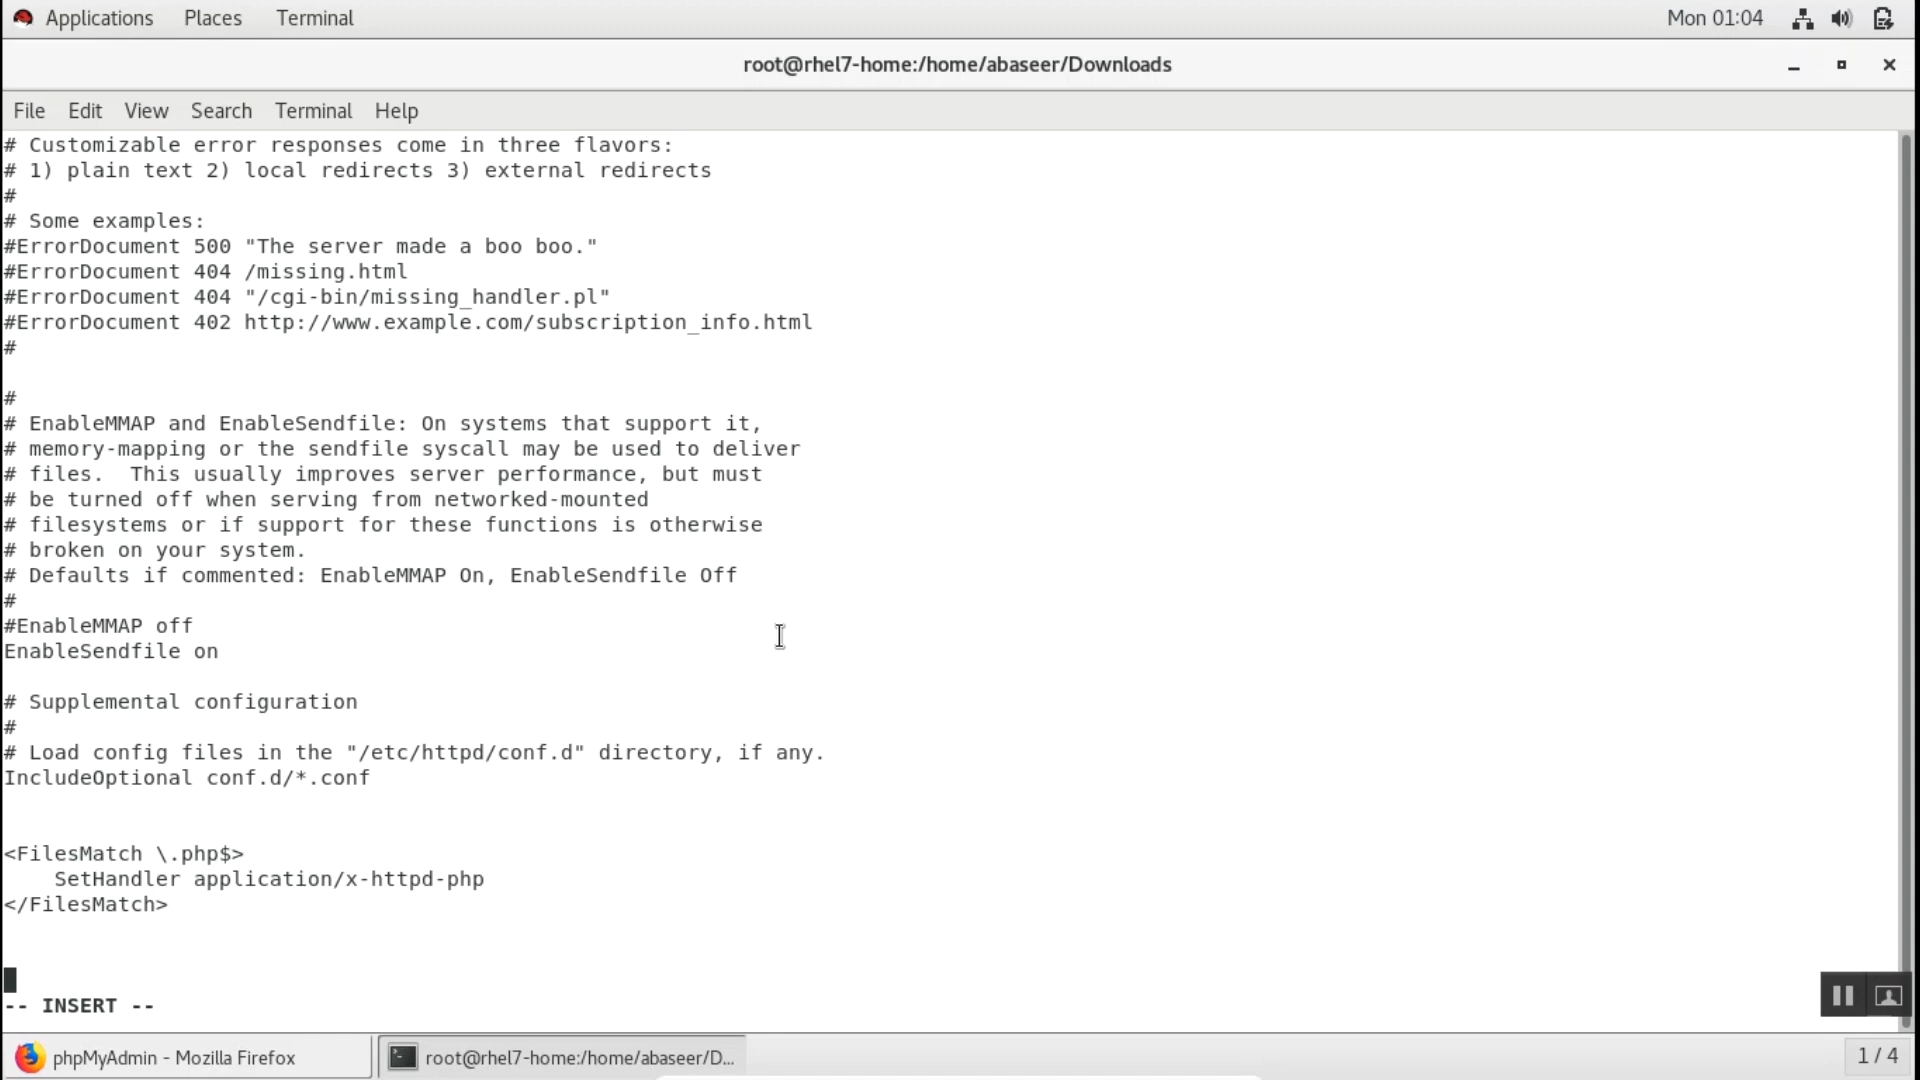 Applications Places Terminal Mon 01:04
root@rhel7-home:/home/abaseer/Downloads
File Edit View Search Terminal Help
# Customizable error responses come in three flavors:
# 1) plain text 2) local redirects 3) external redirects
#
# Some examples:
#ErrorDocument 500 "The server made a boo boo."
#ErrorDocument 404 /missing.html
#ErrorDocument 404 "/cgi-bin/missing_handler.pl"
#ErrorDocument 402 http://www.example.com/subscription_info.html
#
#
# EnableMMAP and EnableSendfile: On systems that support it,
# memory-mapping or the sendfile syscall may be used to deliver
# files.  This usually improves server performance, but must
# be turned off when serving from networked-mounted
# filesystems or if support for these functions is otherwise
# broken on your system.
# Defaults if commented: EnableMMAP On, EnableSendfile Off
#
#EnableMMAP off
EnableSendfile on
# Supplemental configuration
#
# Load config files in the "/etc/httpd/conf.d" directory, if any.
IncludeOptional conf.d/*.conf
<FilesMatch \.php$>
    SetHandler application/x-httpd-php
</FilesMatch>
-- INSERT --
phpMyAdmin - Mozilla Firefox root@rhel7-home:/home/abaseer/D... 1 / 4